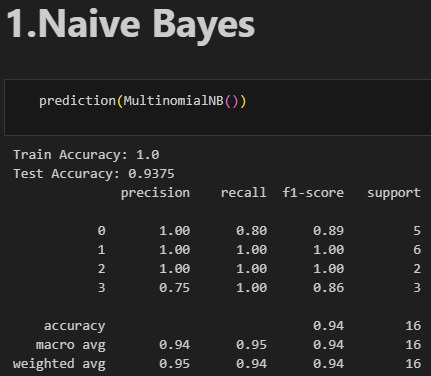 1.Naive Bayes
prediction(MultinomialNB())
Train Accuracy: 1.0
Test Accuracy: 0.9375
precision recall f1-score support
0 1.00 0.80 0.89 5
1 1.00 1.00 1.00 6
2 1.00 1.00 1.00 2
3 0.75 1.00 0.86 3
accuracy 0.94 16
macro avg 0.94 0.95 0.94 16
weighted avg 0.95 0.94 0.94 16